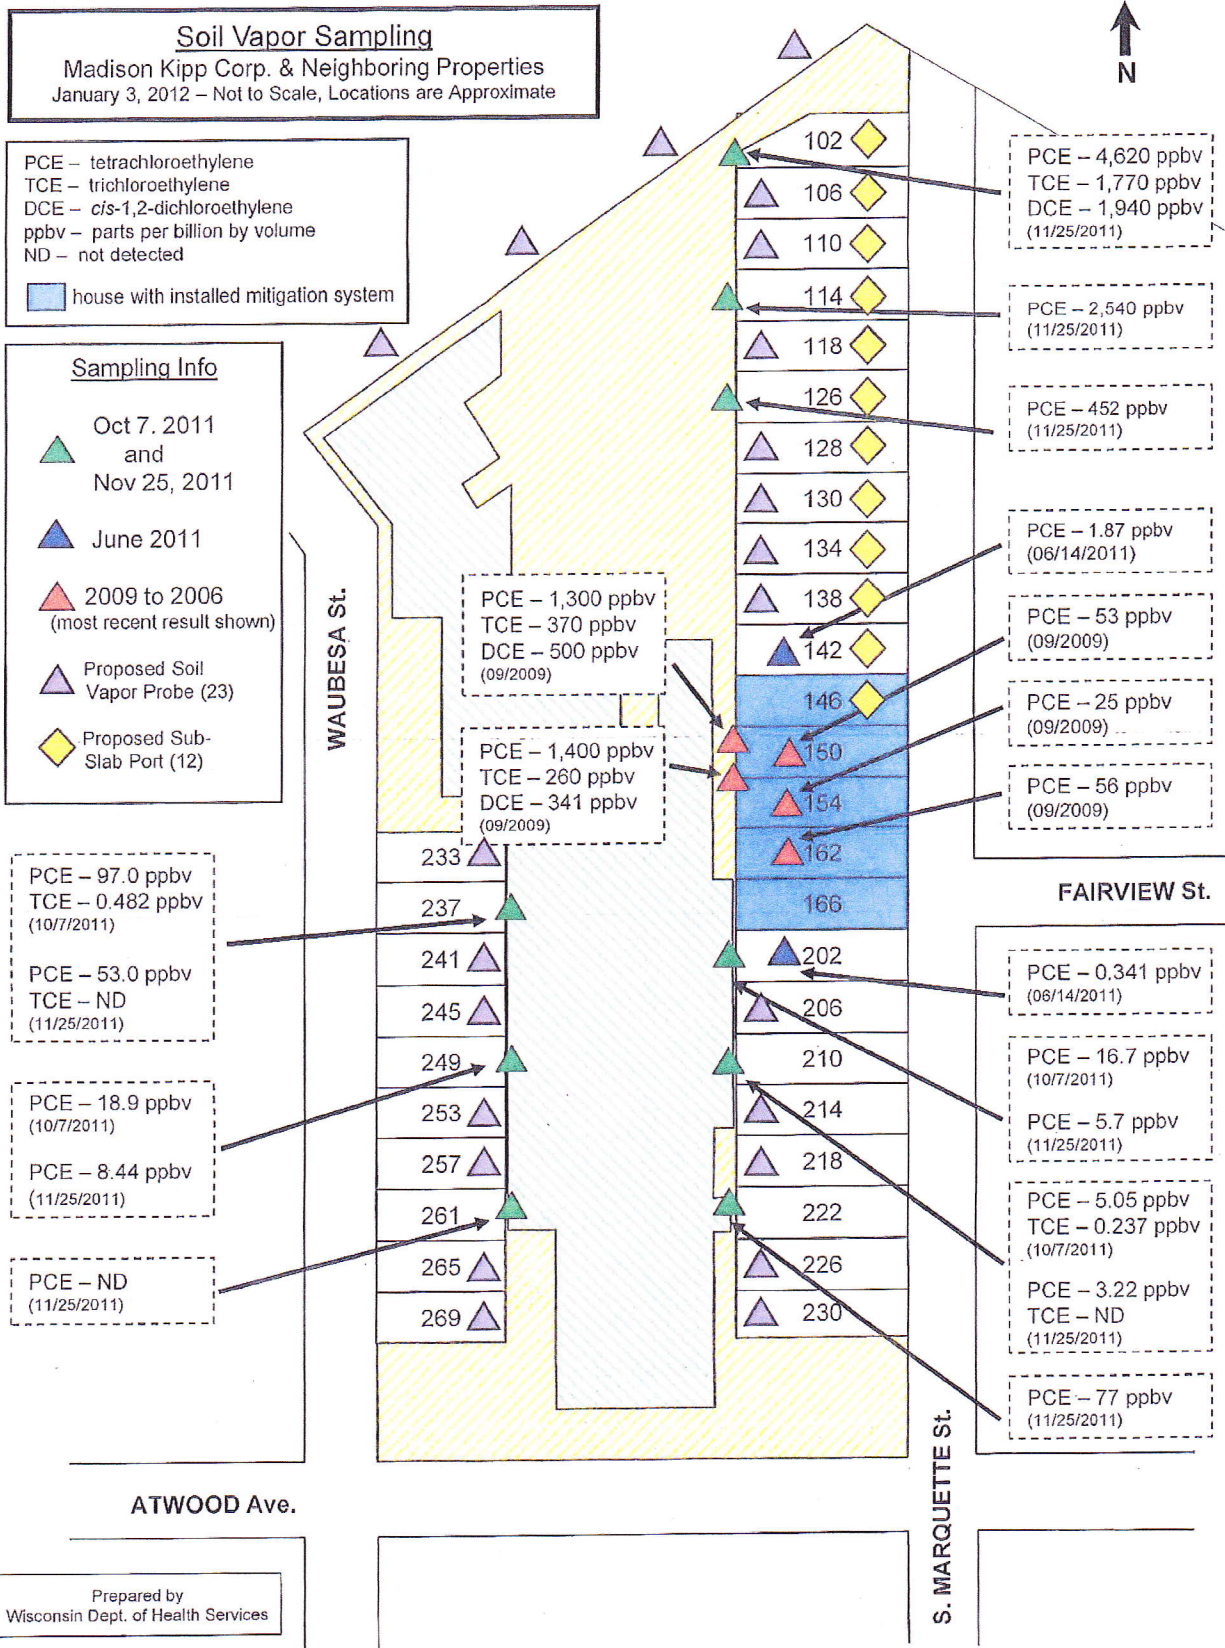 Soil Vapor Sampling
Madison Kipp Corp. & Neighboring Properties
January 3, 2012 – Not to Scale, Locations are Approximate
N
PCE – tetrachloroethylene
TCE – trichloroethylene
DCE – cis-1,2-dichloroethylene
ppbv – parts per billion by volume
ND – not detected
house with installed mitigation system
Sampling Info
Oct 7. 2011
and
Nov 25, 2011
June 2011
2009 to 2006
(most recent result shown)
Proposed Soil
Vapor Probe (23)
Proposed Sub-
Slab Port (12)
WAUBESA St.
PCE – 1,300 ppbv
TCE – 370 ppbv
DCE – 500 ppbv
(09/2009)
PCE – 1,400 ppbv
TCE – 260 ppbv
DCE – 341 ppbv
(09/2009)
102
106
110
114
118
126
128
130
134
138
142
146
150
154
162
166
202
206
210
214
218
222
226
230
233
237
241
245
249
253
257
261
265
269
PCE – 4,620 ppbv
TCE – 1,770 ppbv
DCE – 1,940 ppbv
(11/25/2011)
PCE – 2,540 ppbv
(11/25/2011)
PCE – 452 ppbv
(11/25/2011)
PCE – 1.87 ppbv
(06/14/2011)
PCE – 53 ppbv
(09/2009)
PCE – 25 ppbv
(09/2009)
PCE – 56 ppbv
(09/2009)
FAIRVIEW St.
PCE – 0.341 ppbv
(06/14/2011)
PCE – 16.7 ppbv
(10/7/2011)
PCE – 5.7 ppbv
(11/25/2011)
PCE – 5.05 ppbv
TCE – 0.237 ppbv
(10/7/2011)
PCE – 3.22 ppbv
TCE – ND
(11/25/2011)
PCE – 77 ppbv
(11/25/2011)
PCE – 97.0 ppbv
TCE – 0.482 ppbv
(10/7/2011)
PCE – 53.0 ppbv
TCE – ND
(11/25/2011)
PCE – 18.9 ppbv
(10/7/2011)
PCE – 8.44 ppbv
(11/25/2011)
PCE – ND
(11/25/2011)
ATWOOD Ave.
S. MARQUETTE St.
Prepared by
Wisconsin Dept. of Health Services